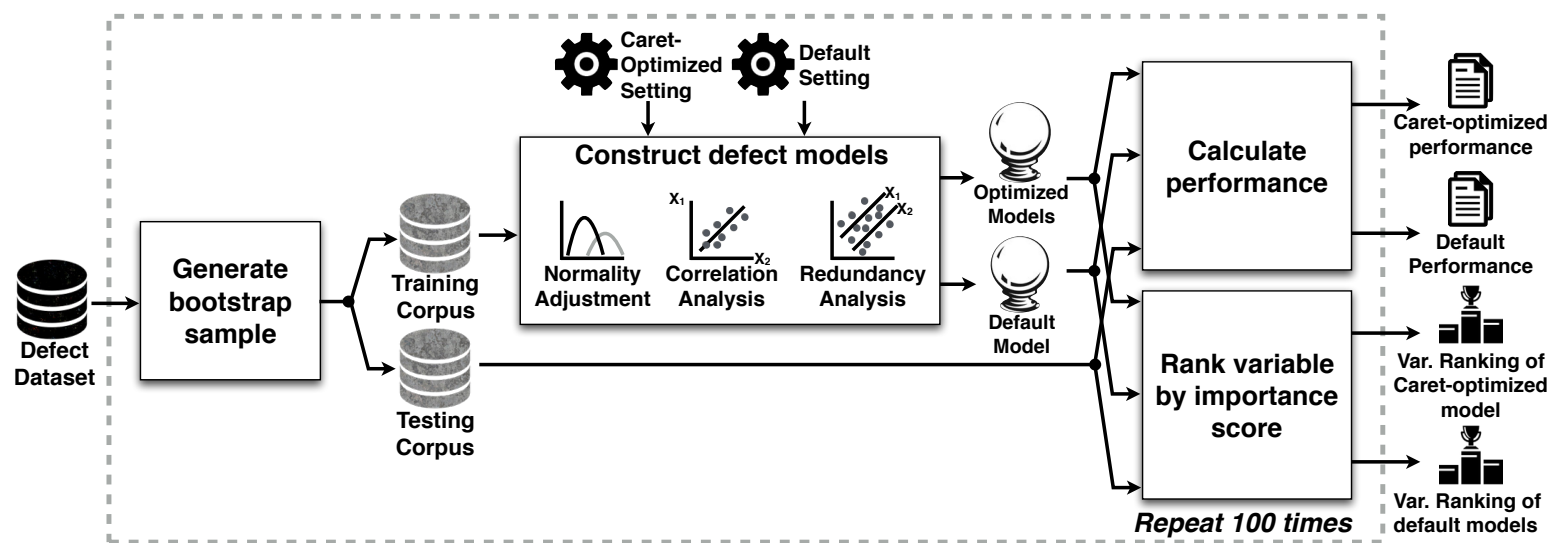 Defect
Dataset
Generate
bootstrap
sample
Training
Corpus
Testing
Corpus
Caret-
Optimized
Setting
Default
Setting
Construct defect models
Normality
Adjustment
X1
X2
Correlation
Analysis
X1
X2
Redundancy
Analysis
Optimized
Models
Default
Model
Calculate
performance
Rank variable
by importance
score
Repeat 100 times
Caret-optimized
performance
Default
Performance
Var. Ranking of
Caret-optimized
model
Var. Ranking of
default models